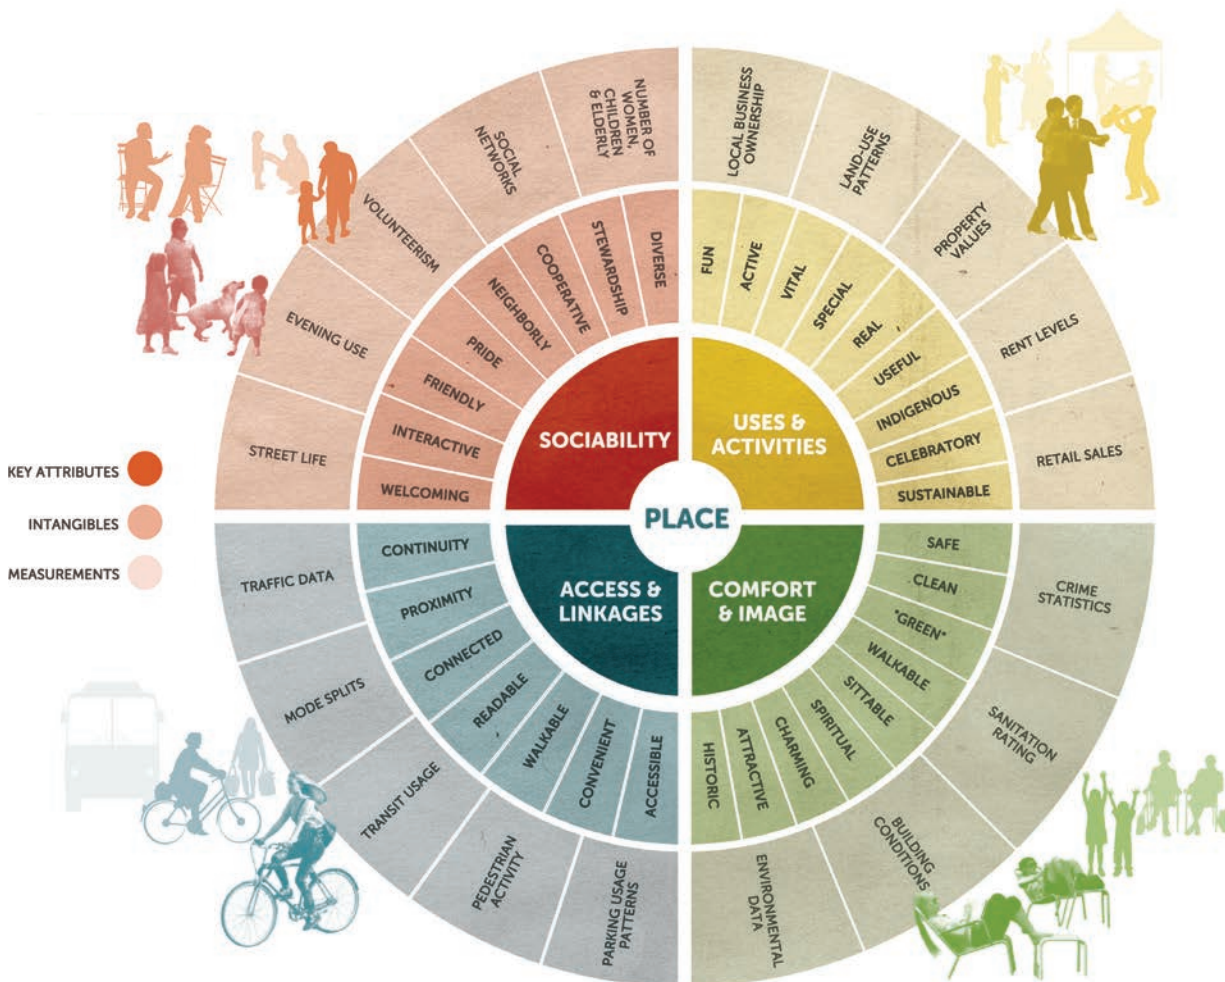 NUMBER OF
WOMEN,
CHILDREN
& ELDERLY
SOCIAL
NETWORKS
VOLUNTEERISM
EVENING USE
STREET LIFE
LOCAL BUSINESS
OWNERSHIP
LAND-USE
PATTERNS
PROPERTY
VALUES
RENT LEVELS
RETAIL SALES
DIVERSE
STEWARDSHIP
COOPERATIVE
NEIGHBORLY
PRIDE
FRIENDLY
INTERACTIVE
WELCOMING
FUN
ACTIVE
VITAL
SPECIAL
REAL
USEFUL
INDIGENOUS
CELEBRATORY
SUSTAINABLE
SOCIABILITY
USES &
ACTIVITIES
PLACE
ACCESS &
LINKAGES
COMFORT
& IMAGE
KEY ATTRIBUTES
INTANGIBLES
MEASUREMENTS
CONTINUITY
PROXIMITY
CONNECTED
READABLE
WALKABLE
CONVENIENT
ACCESSIBLE
SAFE
CLEAN
"GREEN"
WALKABLE
SITTABLE
SPIRITUAL
CHARMING
ATTRACTIVE
HISTORIC
TRAFFIC DATA
MODE SPLITS
TRANSIT USAGE
PEDESTRIAN
ACTIVITY
PARKING USAGE
PATTERNS
CRIME
STATISTICS
SANITATION
RATING
BUILDING
CONDITIONS
ENVIRONMENTAL
DATA